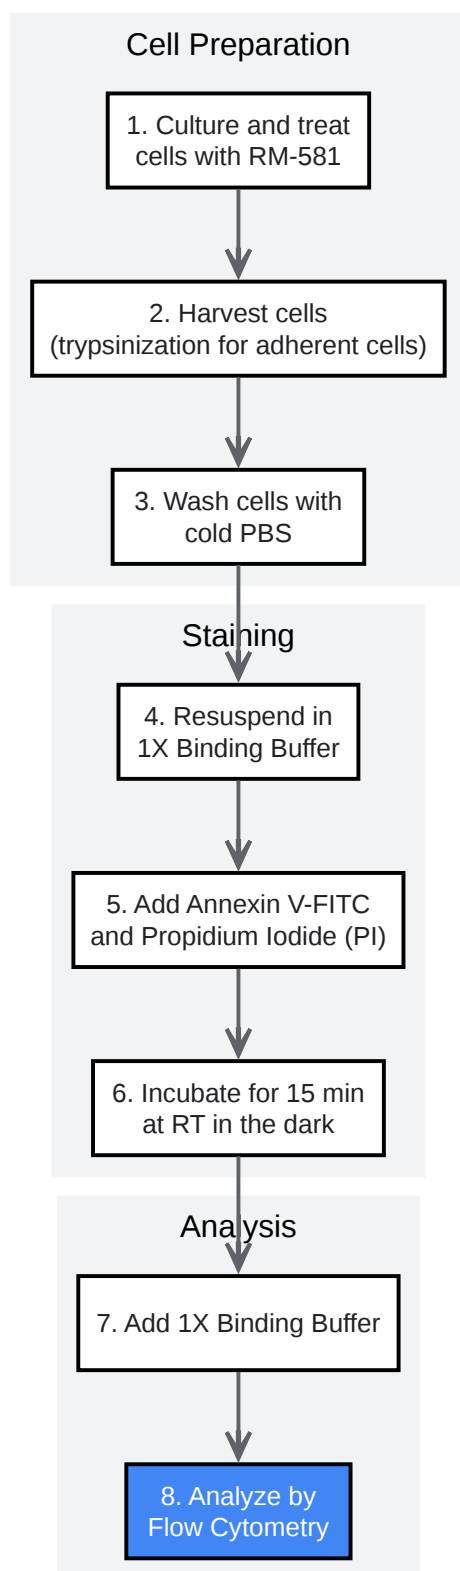 Cell Preparation
1. Culture and treat
cells with RM-581
2. Harvest cells
(trypsinization for adherent cells)
3. Wash cells with
cold PBS
Staining
4. Resuspend in
1X Binding Buffer
5. Add Annexin V-FITC
and Propidium Iodide (PI)
6. Incubate for 15 min
at RT in the dark
Analysis
7. Add 1X Binding Buffer
8. Analyze by
Flow Cytometry